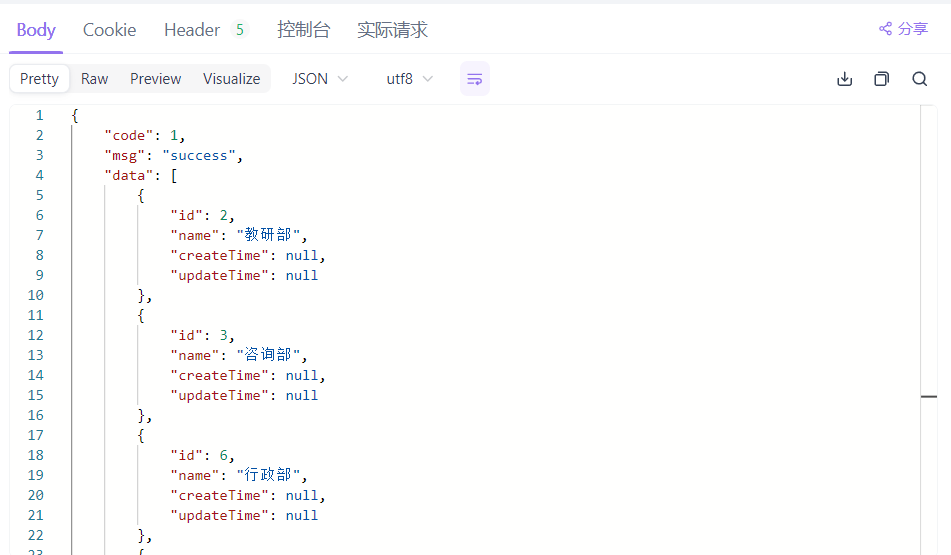 Body Cookie Header 5 控制台 实际请求 分享
Pretty Raw Preview Visualize JSON utf8
1 {
2 "code": 1,
3 "msg": "success",
4 "data": [
5 {
6 "id": 2,
7 "name": "教研部",
8 "createTime": null,
9 "updateTime": null
10 },
11 {
12 "id": 3,
13 "name": "咨询部",
14 "createTime": null,
15 "updateTime": null
16 },
17 {
18 "id": 6,
19 "name": "行政部",
20 "createTime": null,
21 "updateTime": null
22 },
23 {